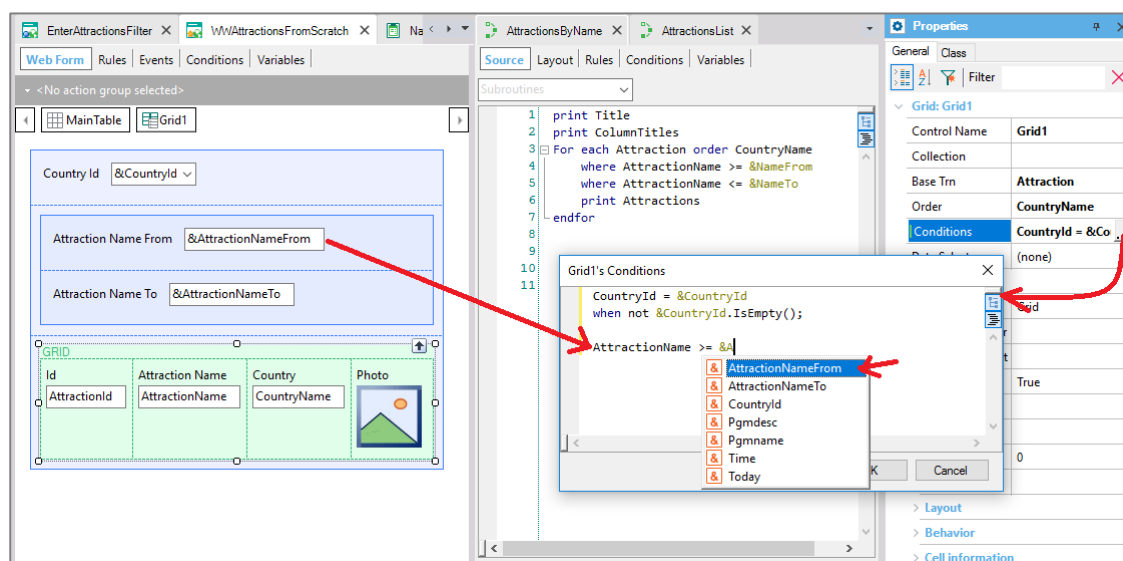 EnterAttractionsFilter
WWAttractionsFromScratch
Na
Web Form Rules Events Conditions Variables
<No action group selected>
MainTable Grid1
Country Id &CountryId
Attraction Name From &AttractionNameFrom
Attraction Name To &AttractionNameTo
GRID
Id Attraction Name Country Photo
AttractionId AttractionName CountryName
AttractionsByName
AttractionsList
Source Layout Rules Conditions Variables
Subroutines
1 print Title
2 print ColumnTitles
3 For each Attraction order CountryName
4 where AttractionName >= &NameFrom
5 where AttractionName <= &NameTo
6 print Attractions
7 endfor
8
9
10
11
Grid1's Conditions
CountryId = &CountryId
when not &CountryId.IsEmpty();
AttractionName >= &A
& AttractionNameFrom
& AttractionNameTo
& CountryId
& Pgmdesc
& Pgmname
& Time
& Today
K
Cancel
Properties
General Class
Filter
Grid: Grid1
Control Name Grid1
Collection
Base Trn Attraction
Order CountryName
Conditions CountryId = &Co
(none)
Grid
True
0
Layout
Behavior
Cell information